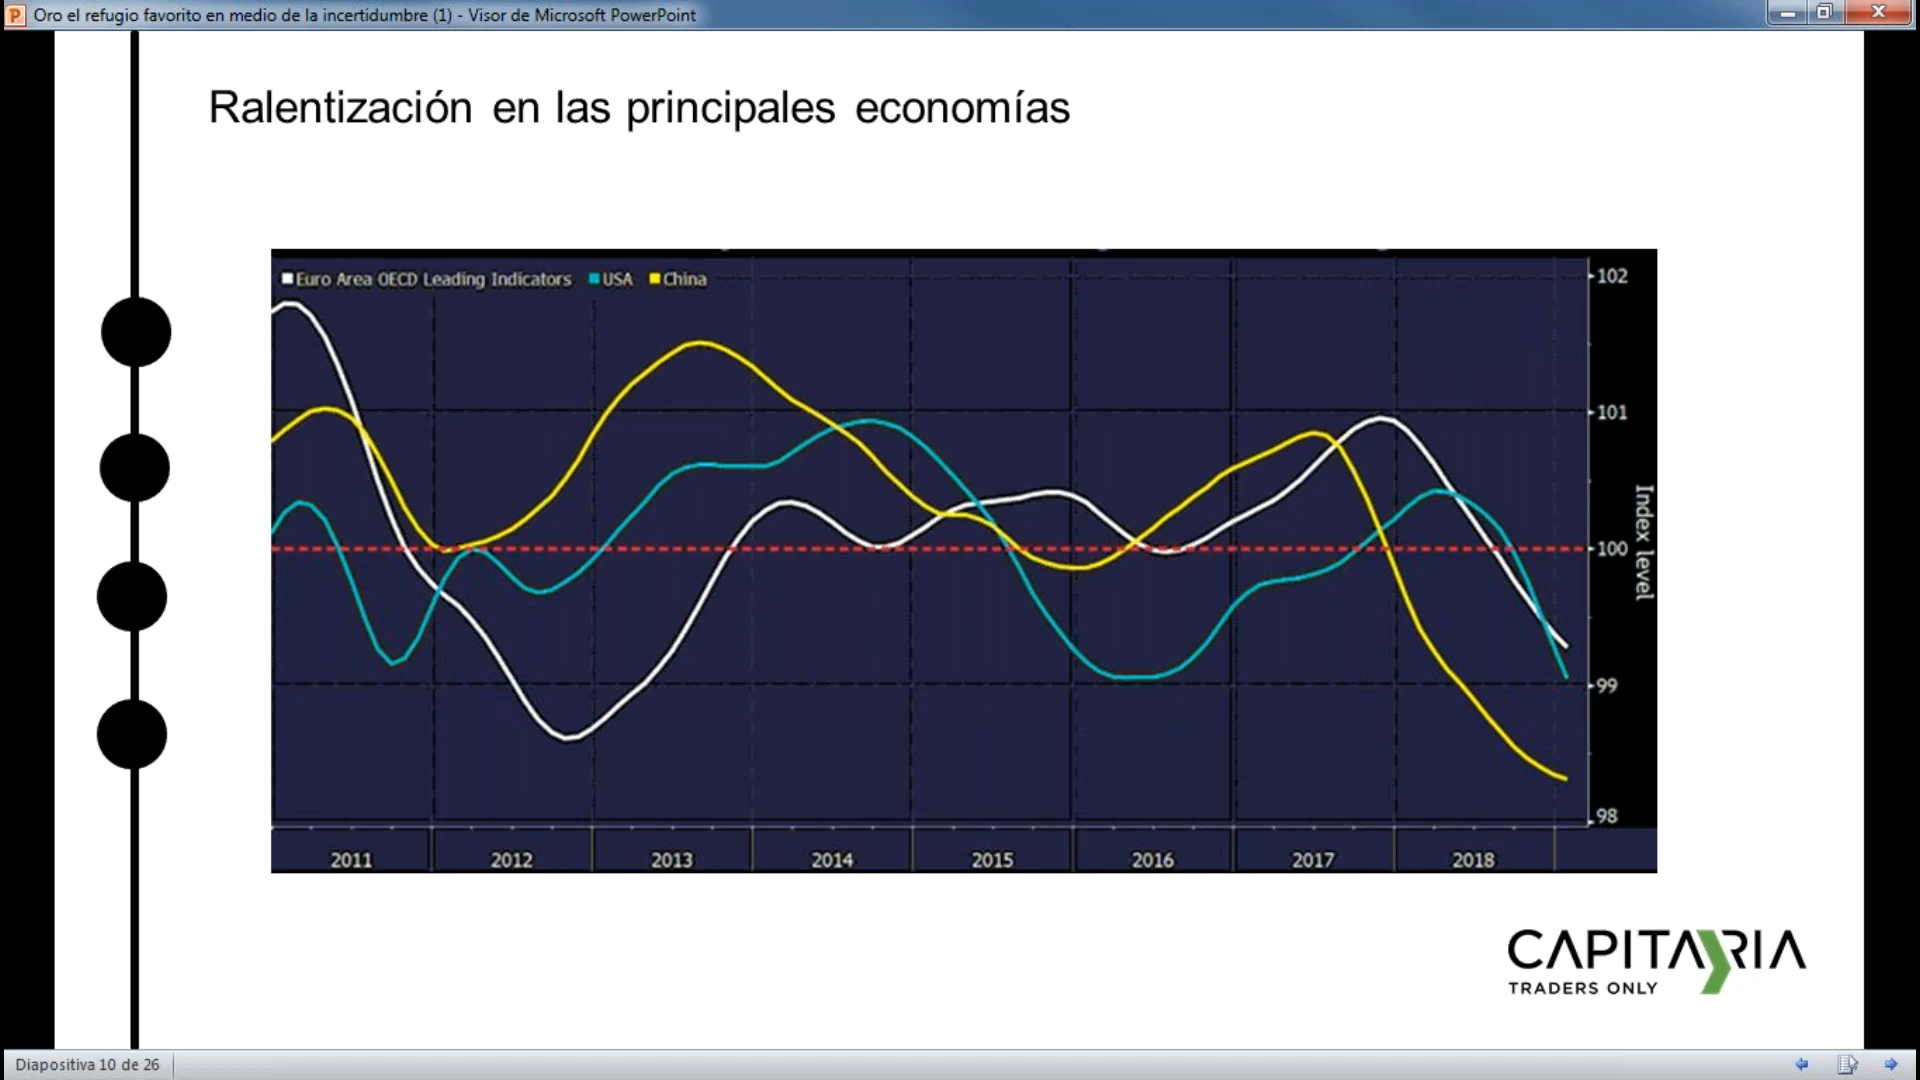 Oro el refugio favorito en medio de la incertidumbre (1) - Visor de Microsoft PowerPoint
Ralentización en las principales economías
Euro Area OECD Leading Indicators USA China
102
101
100
99
98
Index level
2011 2012 2013 2014 2015 2016 2017 2018
CAPITARIA
TRADERS ONLY
Diapositiva 10 de 26